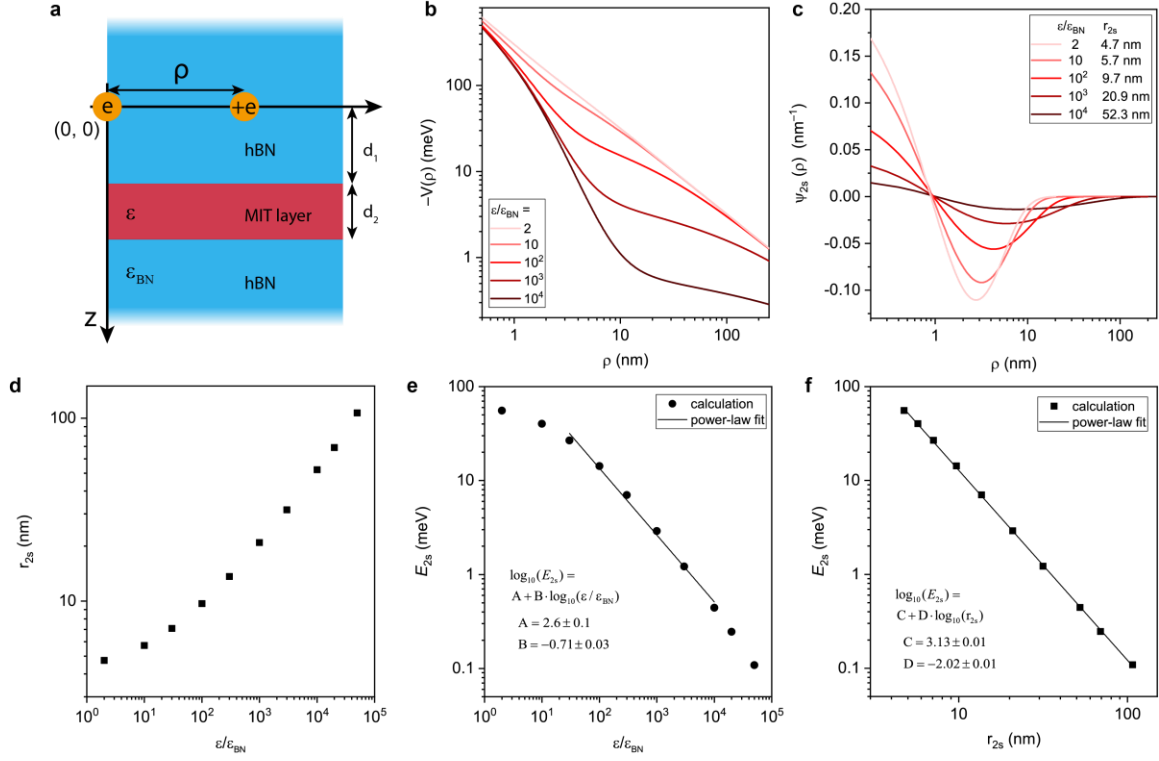 a
ρ
e
+e
(0, 0)
hBN
d₁
ε
MIT layer
d₂
ε_BN
hBN
z
b
−V(ρ) (meV)
100
10
1
ε/ε_BN =
2
10
10²
10³
10⁴
1
10
100
ρ (nm)
c
Ψ₂ₛ(ρ) (nm⁻¹)
0.20
0.15
0.10
0.05
0.00
-0.05
-0.10
ε/ε_BN r₂ₛ
2 4.7 nm
10 5.7 nm
10² 9.7 nm
10³ 20.9 nm
10⁴ 52.3 nm
1
10
100
ρ (nm)
d
r₂ₛ (nm)
100
10
10⁰
10¹
10²
10³
10⁴
10⁵
ε/ε_BN
e
E₂ₛ (meV)
100
10
1
0.1
calculation
power-law fit
log₁₀(E₂ₛ) =
A + B · log₁₀(ε / ε_BN)
A = 2.6 ± 0.1
B = −0.71 ± 0.03
10⁰
10¹
10²
10³
10⁴
10⁵
ε/ε_BN
f
E₂ₛ (meV)
100
10
1
0.1
calculation
power-law fit
log₁₀(E₂ₛ) =
C + D · log₁₀(r₂ₛ)
C = 3.13 ± 0.01
D = −2.02 ± 0.01
10
100
r₂ₛ (nm)